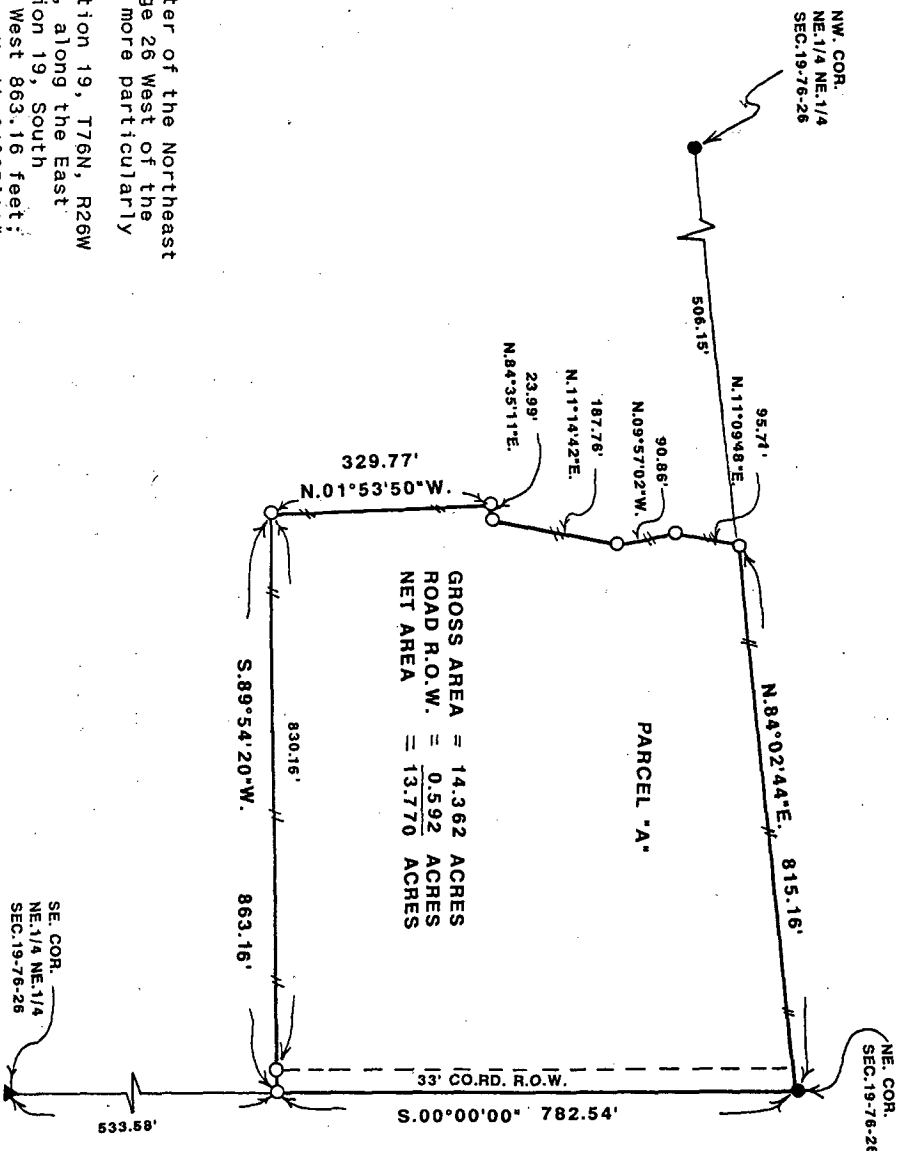 NW. COR.
NE.1/4 NE.1/4
SEC.19-76-26
506.15'
95.71'
N.11°09'48"E.
90.86'
N.09°57'02"W.
187.76'
N.11°14'42"E.
23.99'
N.84°35'11"E.
329.77'
N.01°53'50"W.
N.84°02'44"E. 815.16'
NE. COR.
SEC.19-76-26
PARCEL "A"
GROSS AREA = 14.362 ACRES
ROAD R.O.W. = 0.592 ACRES
NET AREA = 13.770 ACRES
830.16'
S.89°54'20"W. 863.16'
33' CO.RD. R.O.W.
S.00°00'00" 782.54'
533.58'
SE. COR.
NE.1/4 NE.1/4
SEC.19-76-26
ter of the Northeast
ge 26 West of the
more particularly
tion 19, T76N, R26W
, along the East
ion 19, South
West 863.16 feet;